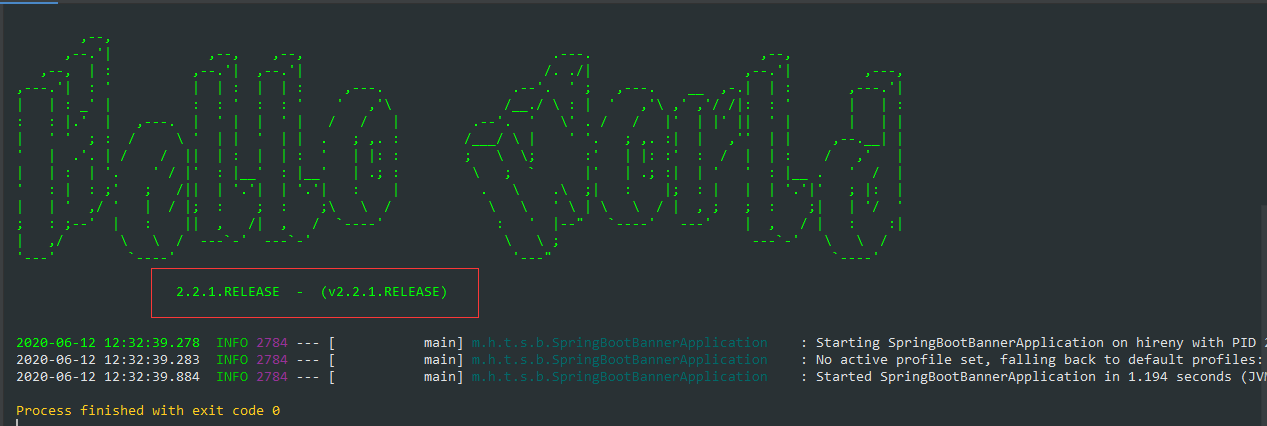 Hello World
2.2.1.RELEASE  -  (v2.2.1.RELEASE)
2020-06-12 12:32:39.278  INFO 2784 --- [           main] m.h.t.s.b.SpringBootBannerApplication    : Starting SpringBootBannerApplication on hireny with PID
2020-06-12 12:32:39.283  INFO 2784 --- [           main] m.h.t.s.b.SpringBootBannerApplication    : No active profile set, falling back to default profiles:
2020-06-12 12:32:39.884  INFO 2784 --- [           main] m.h.t.s.b.SpringBootBannerApplication    : Started SpringBootBannerApplication in 1.194 seconds (JV
Process finished with exit code 0